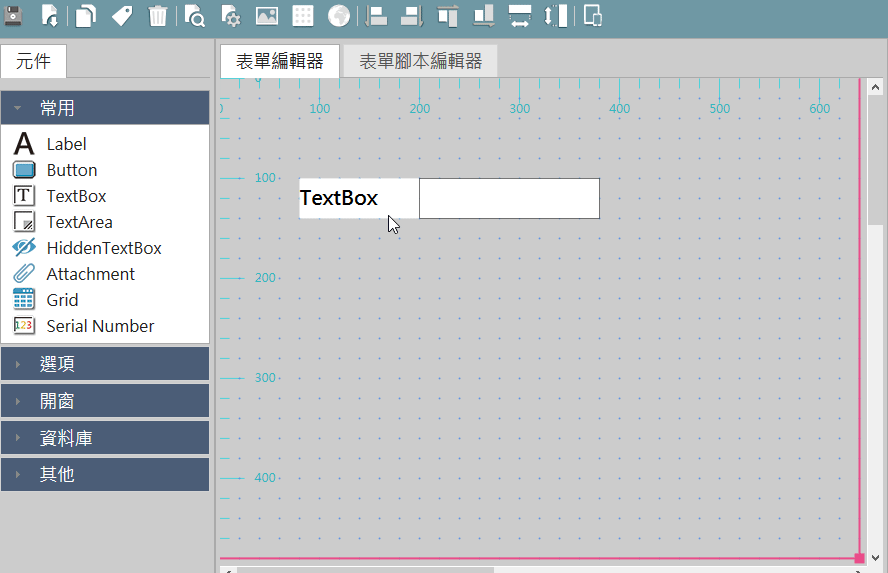 元件
表單編輯器
表單腳本編輯器
常用
Label
Button
TextBox
TextArea
HiddenTextBox
Attachment
Grid
123
Serial Number
選項
開窗
資料庫
其他
0
0 100 200 300 400 500 600
100
200
300
400
TextBox